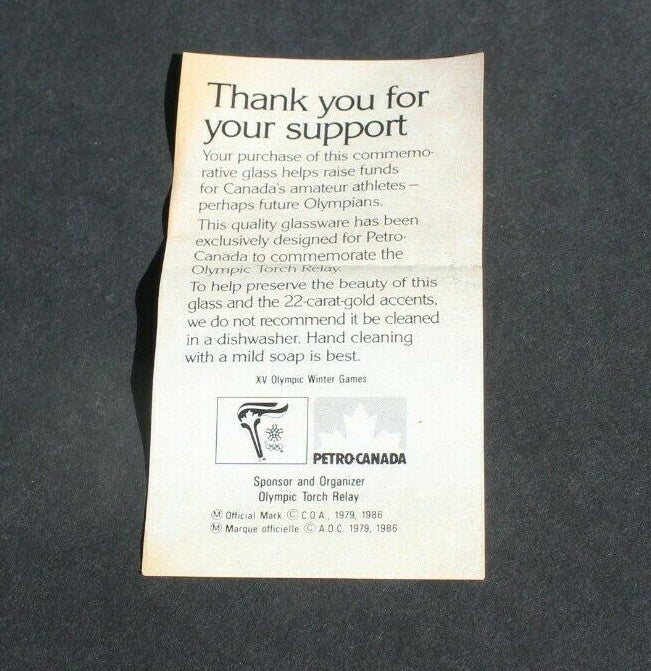 Thank you for
your support
Your purchase of this commemo-
rative glass helps raise funds
for Canada's amateur athletes –
perhaps future Olympians.
This quality glassware has been
exclusively designed for Petro-
Canada to commemorate the
Olympic Torch Relay.
To help preserve the beauty of this
glass and the 22-carat-gold accents,
we do not recommend it be cleaned
in a dishwasher. Hand cleaning
with a mild soap is best.
XV Olympic Winter Games
PETRO-CANADA
Sponsor and Organizer
Olympic Torch Relay
Ⓜ Official Mark © C.O.A., 1979, 1986
Ⓜ Marque officielle © A.O.C. 1979, 1986